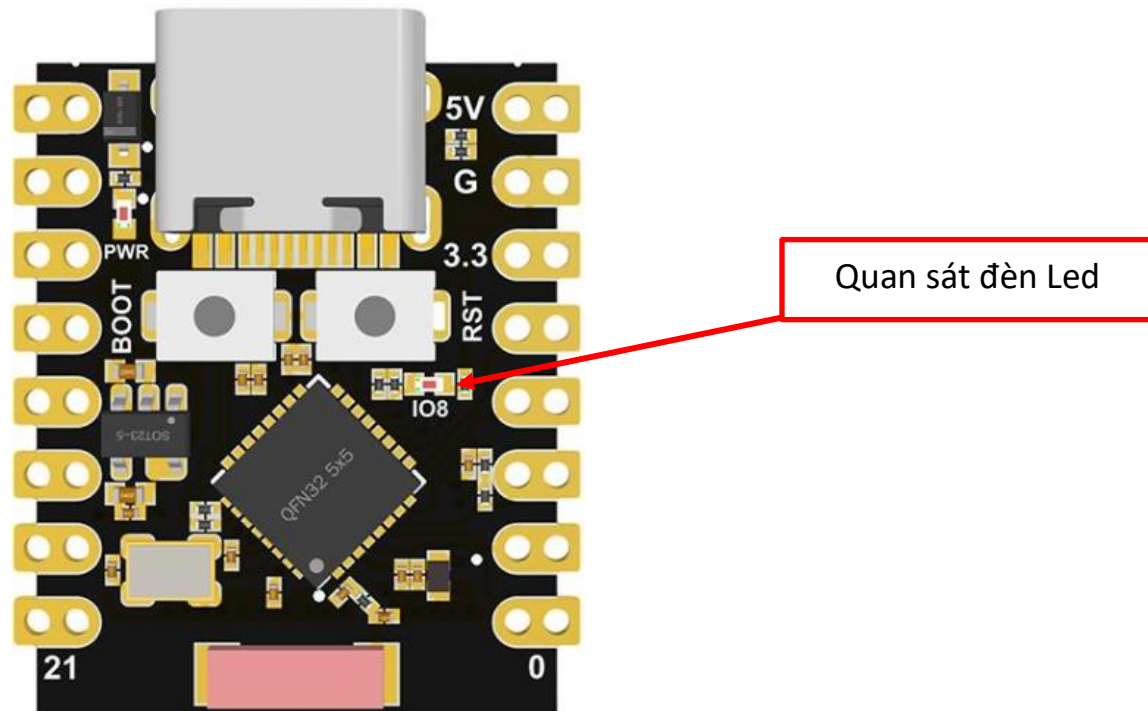 5V
G
PWR
3.3
BOOT
RST
Quan sát đèn Led
IO8
SOT23-5
QFN32 5x5
21
0